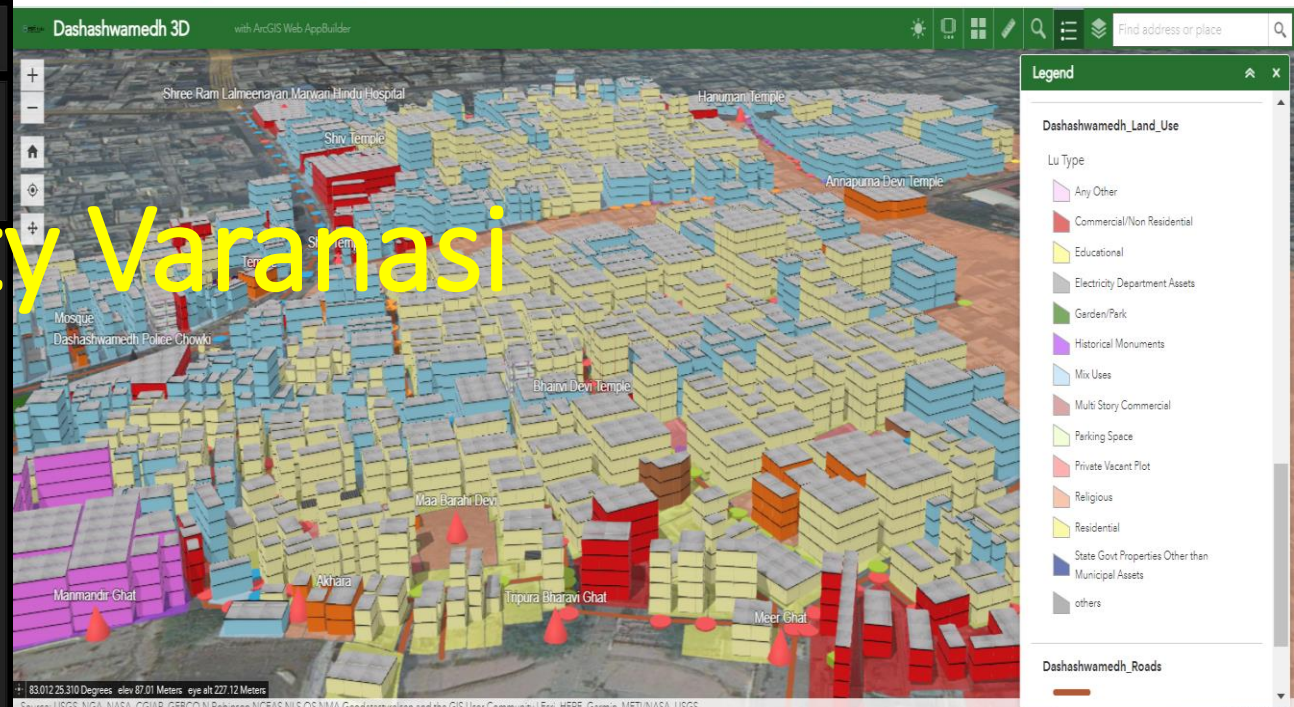 Dashashwamedh 3D
with ArcGIS Web AppBuilder
Find address or place
Legend
Dashashwamedh_Land_Use
Lu Type
Any Other
Commercial/Non Residential
Educational
Electricity Department Assets
Garden/Park
Historical Monuments
Mix Uses
Multi Story Commercial
Parking Space
Private Vacant Plot
Religious
Residential
State Govt Properties Other than
Municipal Assets
others
Dashashwamedh_Roads
Shree Ram Lalmeenayan Marwari Hindu Hospital
Hanuman Temple
Shiv Temple
Annapurna Devi Temple
y Varanasi
Mosque
Dashashwamedh Police Chowki
Bhairvi Devi Temple
Maa Barahi Devi
Akhara
Manmandir Ghat
Tripura Bharavi Ghat
Meer Ghat
83.012 25.310 Degrees elev 87.01 Meters eye alt 227.12 Meters